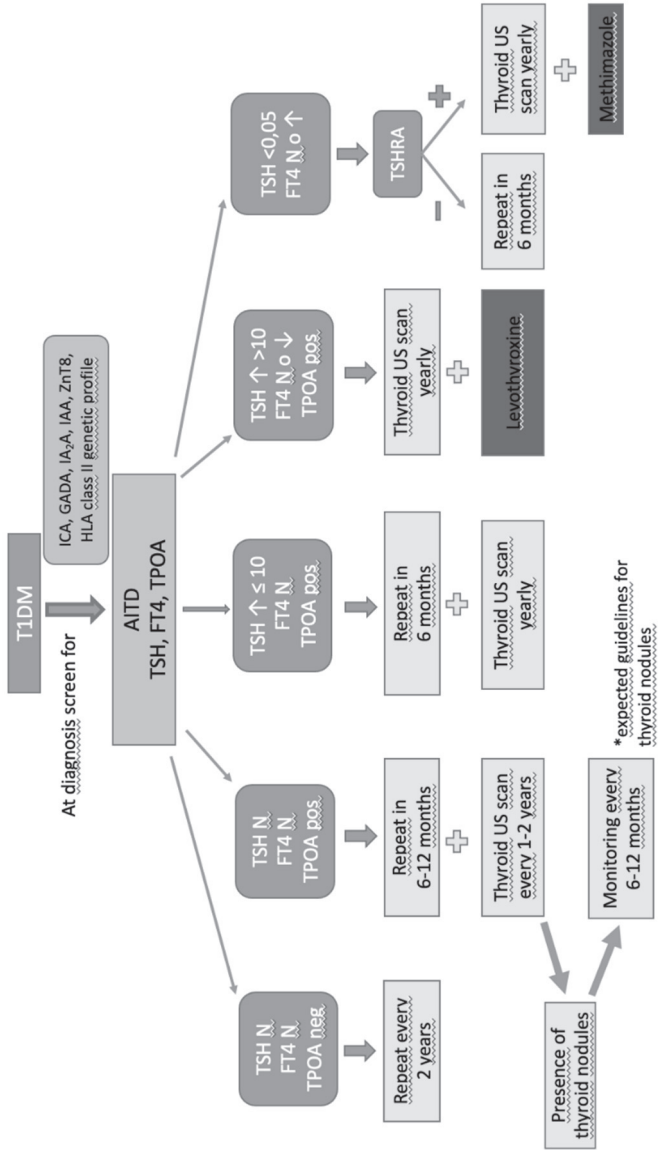 T1DM
At diagnosis screen for
ICA, GADA, IA₂A, IAA, ZnT8,
HLA class II genetic profile
AITD
TSH, FT4, TPOA
TSH N
FT4 N
TPOA neg
Repeat every
2 years
TSH N
FT4 N
TPOA pos
Repeat in
6-12 months
Thyroid US scan
every 1-2 years
Presence of
thyroid nodules
Monitoring every
6-12 months
*expected guidelines for
thyroid nodules
TSH ↑ ≤ 10
FT4 N
TPOA pos
Repeat in
6 months
Thyroid US scan
yearly
TSH ↑ >10
FT4 N o ↓
TPOA pos
Thyroid US scan
yearly
Levothyroxine
TSH <0,05
FT4 N o ↑
TSHRA
−
+
Repeat in
6 months
Thyroid US
scan yearly
Methimazole